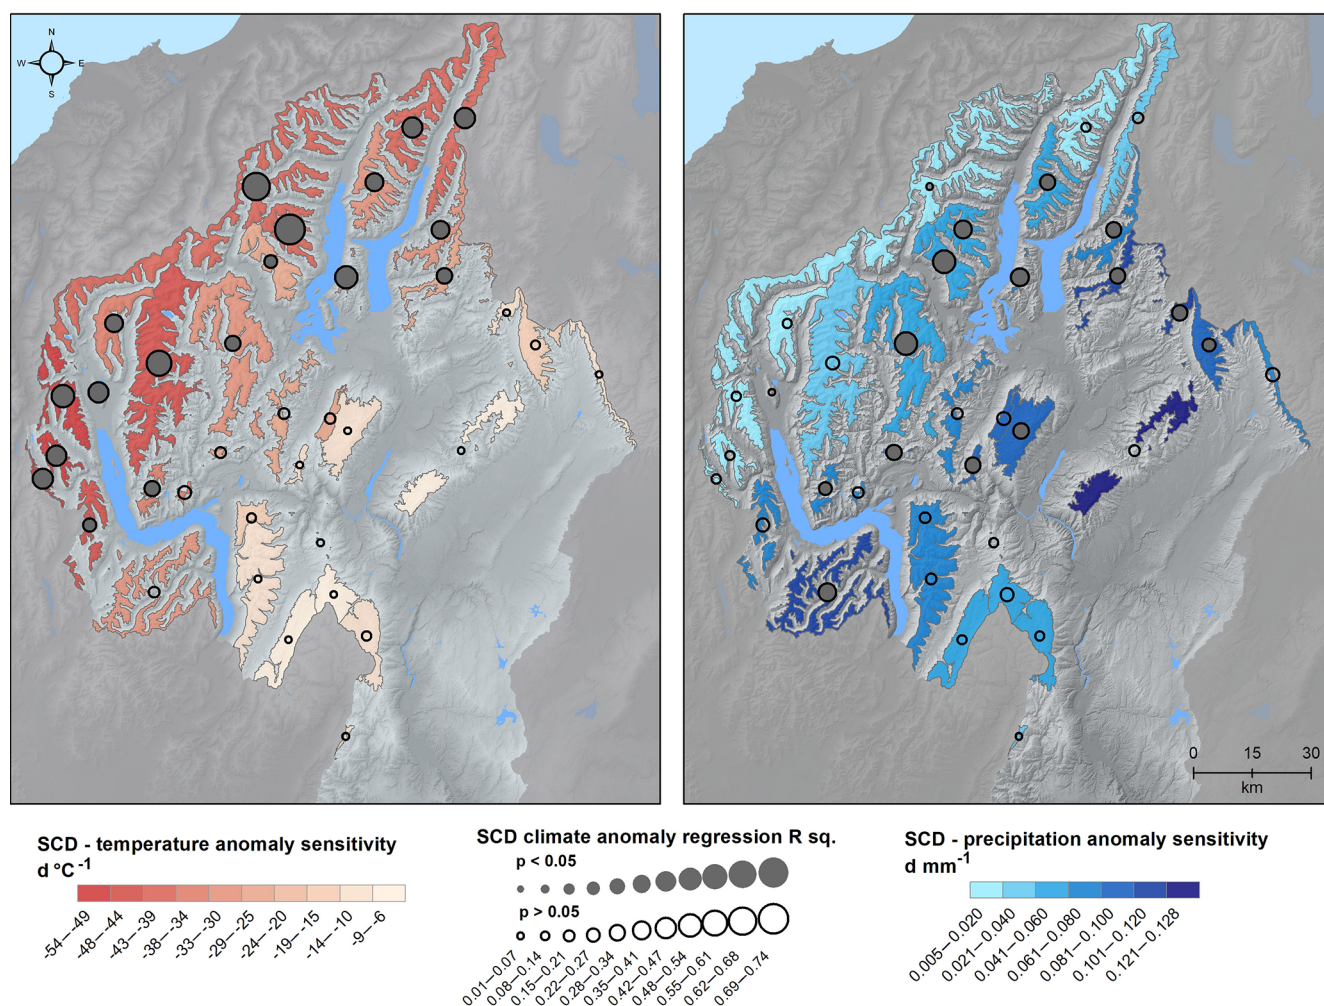 N
W E
S
0 15 30
km
SCD - temperature anomaly sensitivity
d ºC-1
-54–-49
-48–-44
-43–-39
-38–-34
-33–-30
-29–-25
-24–-20
-19–-15
-14–-10
-9–-6
SCD climate anomaly regression R sq.
p < 0.05
p > 0.05
0.01–0.07
0.08–0.14
0.15–0.21
0.22–0.27
0.28–0.34
0.35–0.41
0.42–0.47
0.48–0.54
0.55–0.61
0.62–0.68
0.69–0.74
SCD - precipitation anomaly sensitivity
d mm-1
0.005–0.020
0.021–0.040
0.041–0.060
0.061–0.080
0.081–0.100
0.101–0.120
0.121–0.128